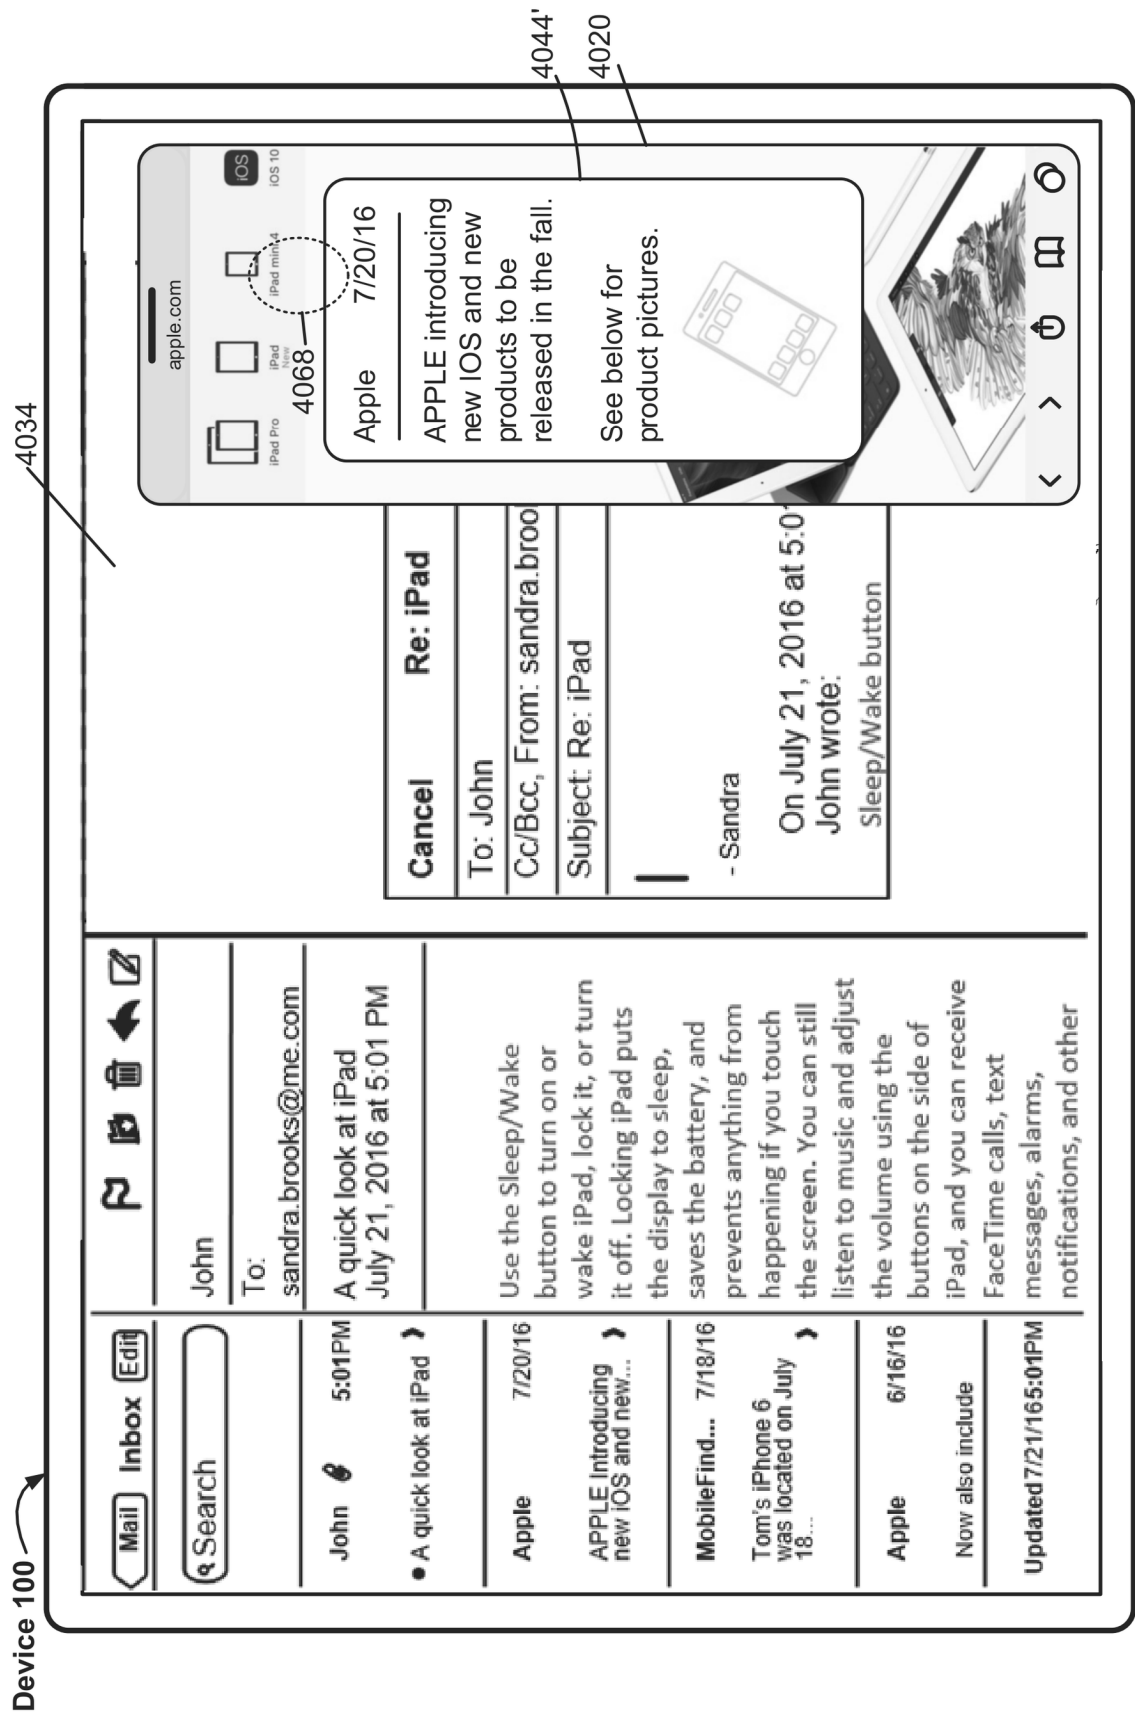 Device 100
4034
4044'
4020
4068
Mail
Inbox
Edit
Search
John 5:01PM
A quick look at iPad
Apple 7/20/16
APPLE Introducing
new iOS and new...
MobileFind... 7/18/16
Tom's iPhone 6
was located on July
18...
Apple 6/16/16
Now also include
Updated 7/21/16 5:01PM
John
To:
sandra.brooks@me.com
A quick look at iPad
July 21, 2016 at 5:01 PM
Use the Sleep/Wake
button to turn on or
wake iPad, lock it, or turn
it off. Locking iPad puts
the display to sleep,
saves the battery, and
prevents anything from
happening if you touch
the screen. You can still
listen to music and adjust
the volume using the
buttons on the side of
iPad, and you can receive
FaceTime calls, text
messages, alarms,
notifications, and other
Cancel Re: iPad
To: John
Cc/Bcc, From: sandra.broo
Subject: Re: iPad
- Sandra
On July 21, 2016 at 5:01
John wrote:
Sleep/Wake button
apple.com
iPad Pro
iPad
New
iPad mini 4
iOS
iOS 10
Apple 7/20/16
APPLE introducing
new IOS and new
products to be
released in the fall.
See below for
product pictures.